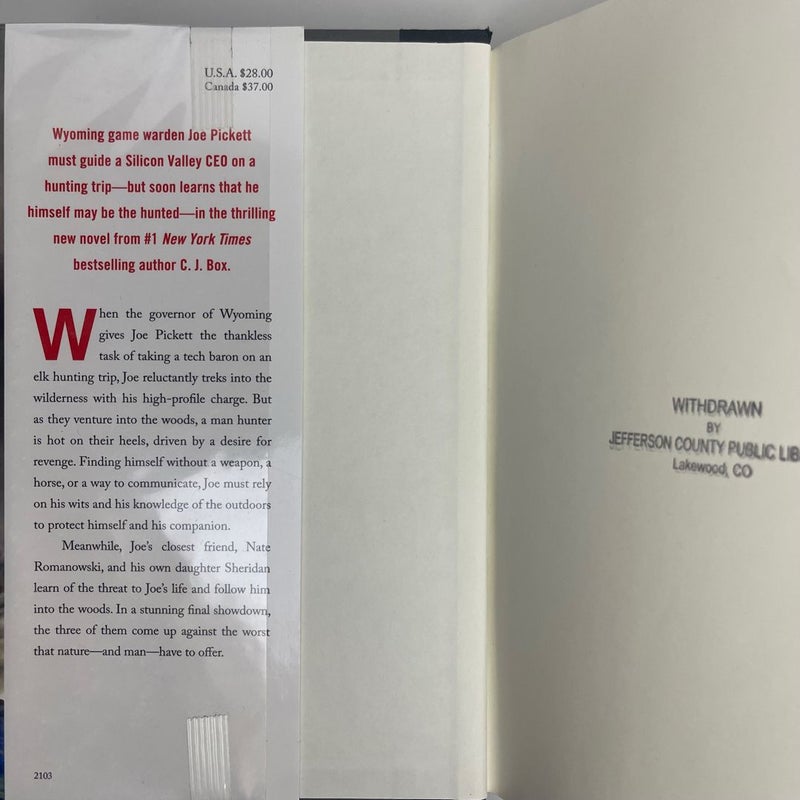 U.S.A. $28.00
Canada $37.00
Wyoming game warden Joe Pickett
must guide a Silicon Valley CEO on a
hunting trip—but soon learns that he
himself may be the hunted—in the thrilling
new novel from #1 New York Times
bestselling author C. J. Box.
When the governor of Wyoming
gives Joe Pickett the thankless
task of taking a tech baron on an
elk hunting trip, Joe reluctantly treks into the
wilderness with his high-profile charge. But
as they venture into the woods, a man hunter
is hot on their heels, driven by a desire for
revenge. Finding himself without a weapon, a
horse, or a way to communicate, Joe must rely
on his wits and his knowledge of the outdoors
to protect himself and his companion.
Meanwhile, Joe's closest friend, Nate
Romanowski, and his own daughter Sheridan
learn of the threat to Joe's life and follow him
into the woods. In a stunning final showdown,
the three of them come up against the worst
that nature—and man—have to offer.
2103
WITHDRAWN
BY
JEFFERSON COUNTY PUBLIC LIB
Lakewood, CO